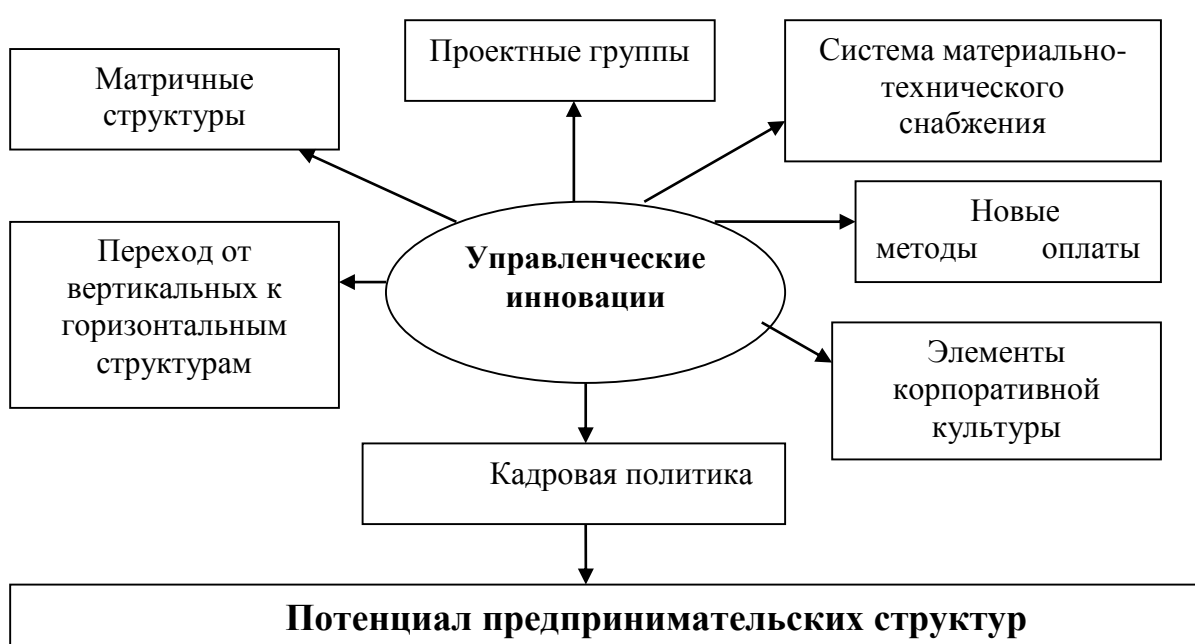 Матричные
структуры
Проектные группы
Система материально-
технического
снабжения
Переход от
вертикальных к
горизонтальным
структурам
Управленческие
инновации
Новые
методы оплаты
Элементы
корпоративной
культуры
Кадровая политика
Потенциал предпринимательских структур